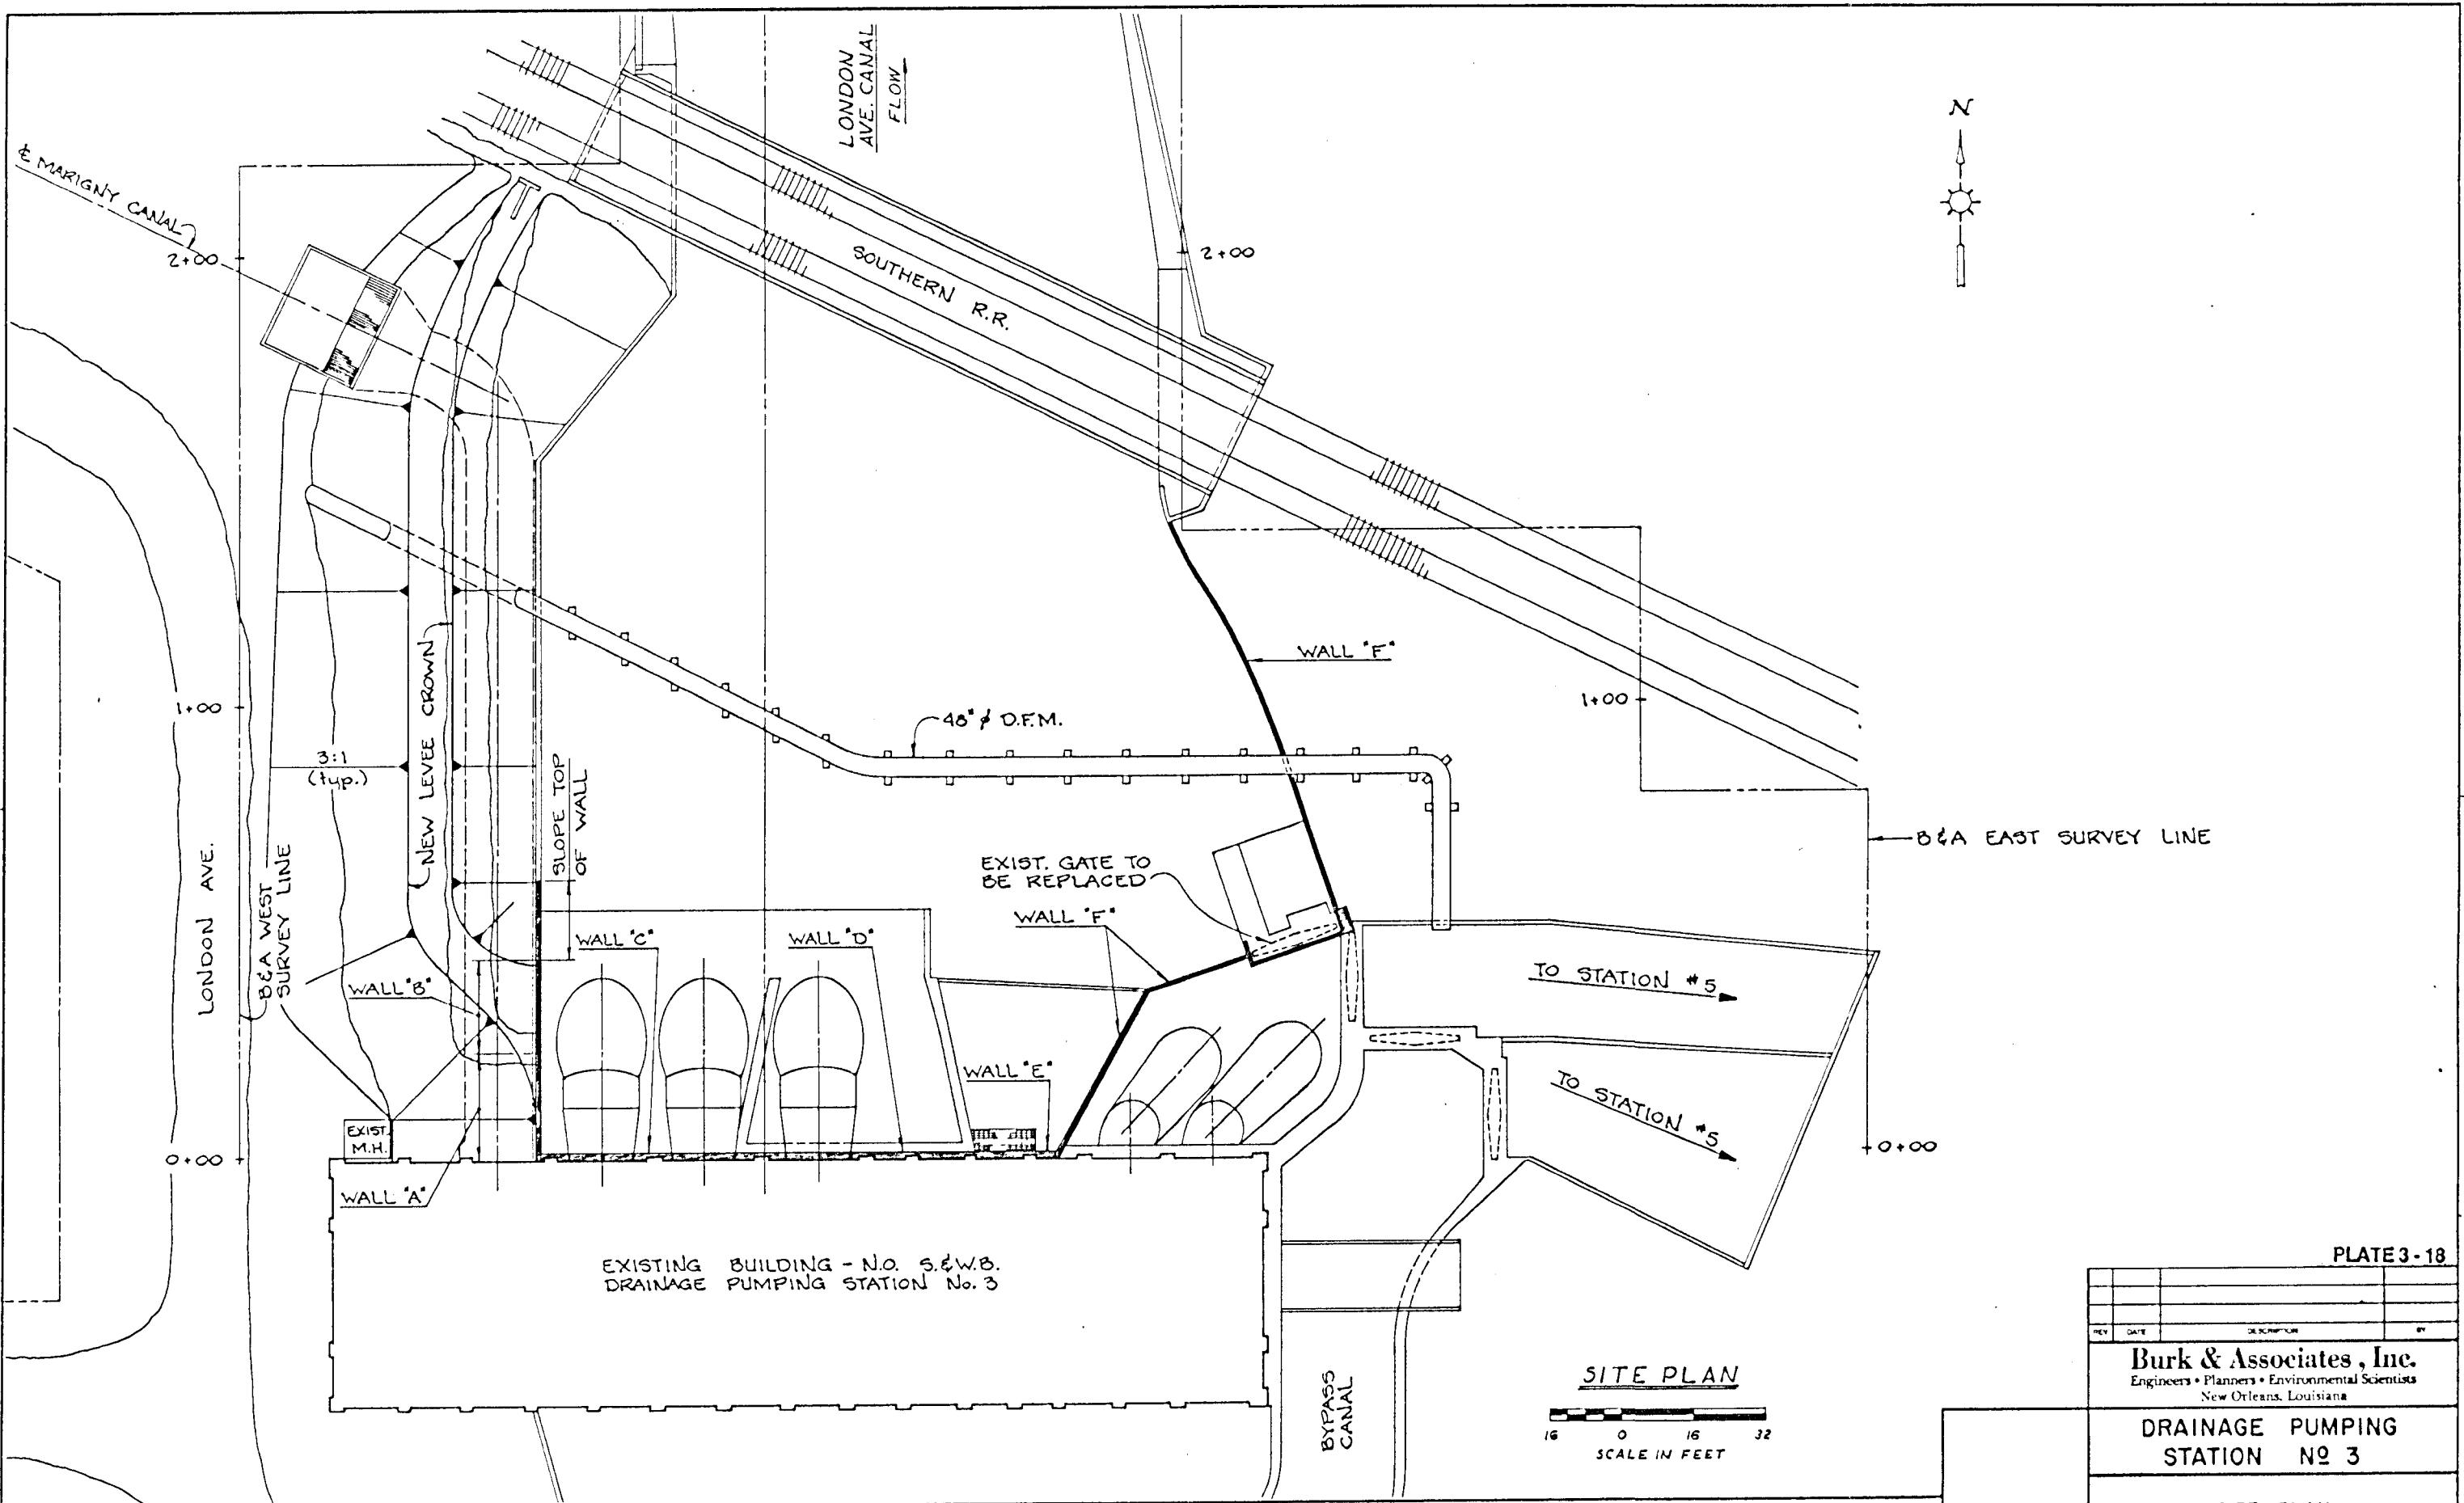 LONDON
AVE. CANAL
FLOW
N
℄ MARIGNY CANAL
2+00
2+00
SOUTHERN R.R.
WALL "F"
1+00
1+00
48" ϕ D.F.M.
3:1
(typ.)
NEW LEVEE CROWN
SLOPE TOP
OF WALL
LONDON AVE.
B&A WEST
SURVEY LINE
B&A EAST SURVEY LINE
EXIST. GATE TO
BE REPLACED
WALL "F"
WALL "C"
WALL "D"
WALL "B"
TO STATION #5
WALL "E"
TO STATION #5
EXIST.
M.H.
0+00
0+00
WALL "A"
EXISTING BUILDING - N.O. S.&W.B.
DRAINAGE PUMPING STATION No. 3
BYPASS
CANAL
SITE PLAN
16 0 16 32
SCALE IN FEET
PLATE 3-18
REV DATE DESCRIPTION BY
Burk & Associates, Inc.
Engineers • Planners • Environmental Scientists
New Orleans, Louisiana
DRAINAGE PUMPING
STATION Nº 3